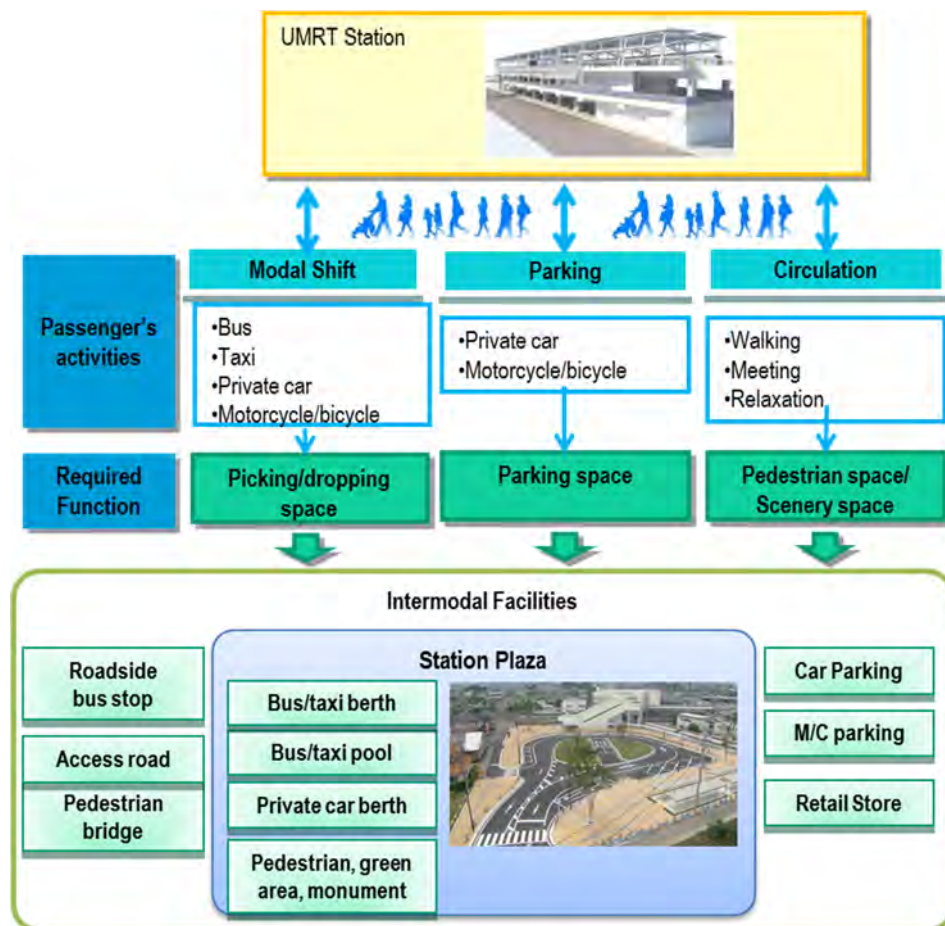 UMRT Station
Modal Shift
Parking
Circulation
Passenger's
activities
•Bus
•Taxi
•Private car
•Motorcycle/bicycle
•Private car
•Motorcycle/bicycle
•Walking
•Meeting
•Relaxation
Required
Function
Picking/dropping
space
Parking space
Pedestrian space/
Scenery space
Intermodal Facilities
Roadside
bus stop
Access road
Pedestrian
bridge
Station Plaza
Bus/taxi berth
Bus/taxi pool
Private car berth
Pedestrian, green
area, monument
Car Parking
M/C parking
Retail Store